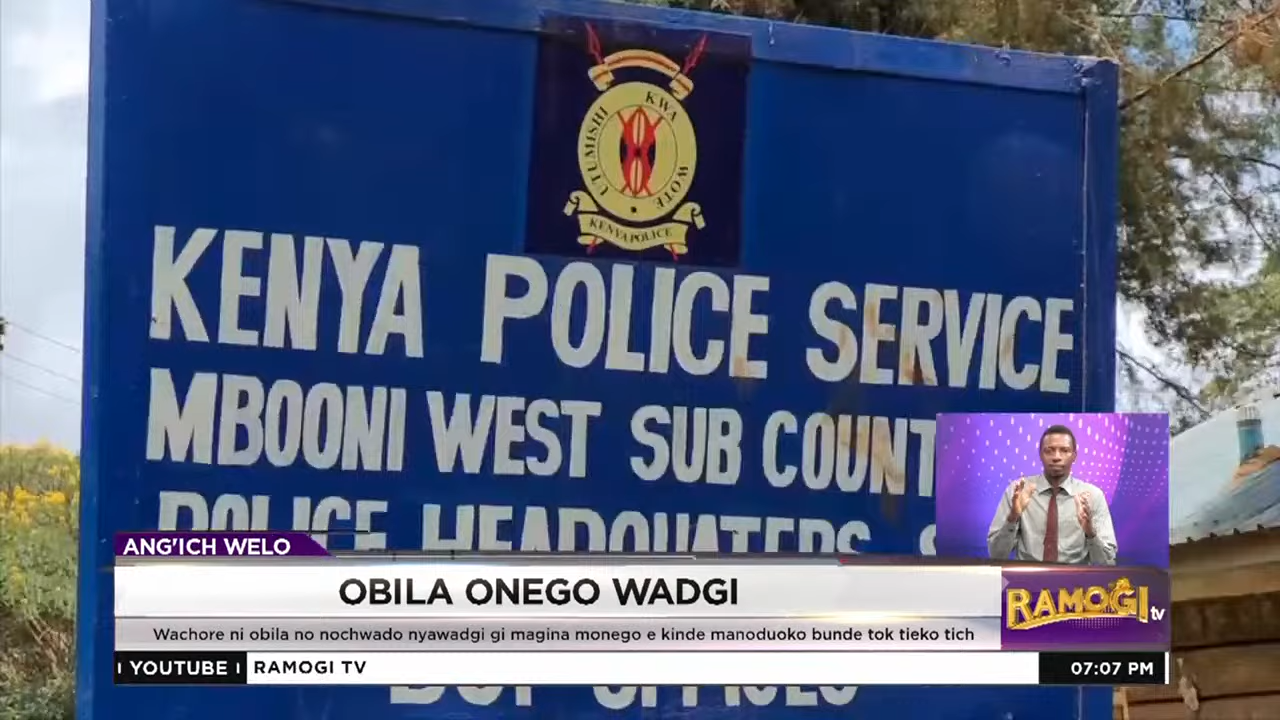 UTUMISHI KWA WOTE
KENYA POLICE
KENYA POLICE SERVICE
MBOONI WEST SUB COUNT
POLICE HEADQUATERS
ANG'ICH WELO
OBILA ONEGO WADGI
RAMOGI tv
Wachore ni obila no nochwado nyawadgi gi magina monego e kinde manoduoko bunde tok tieko tich
YOUTUBE
RAMOGI TV
07:07 PM